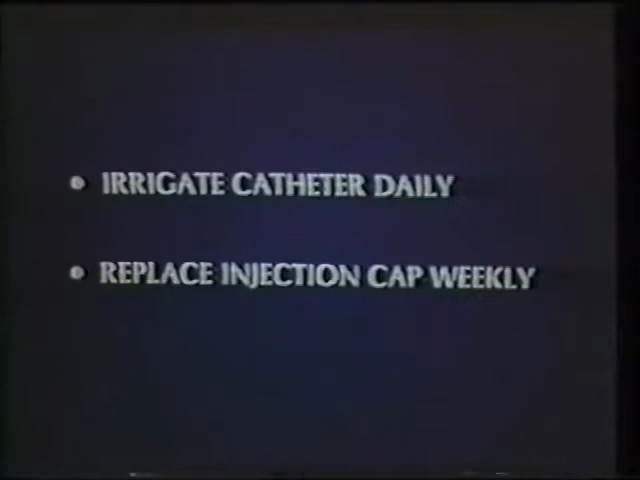 • IRRIGATE CATHETER DAILY
• REPLACE INJECTION CAP WEEKLY